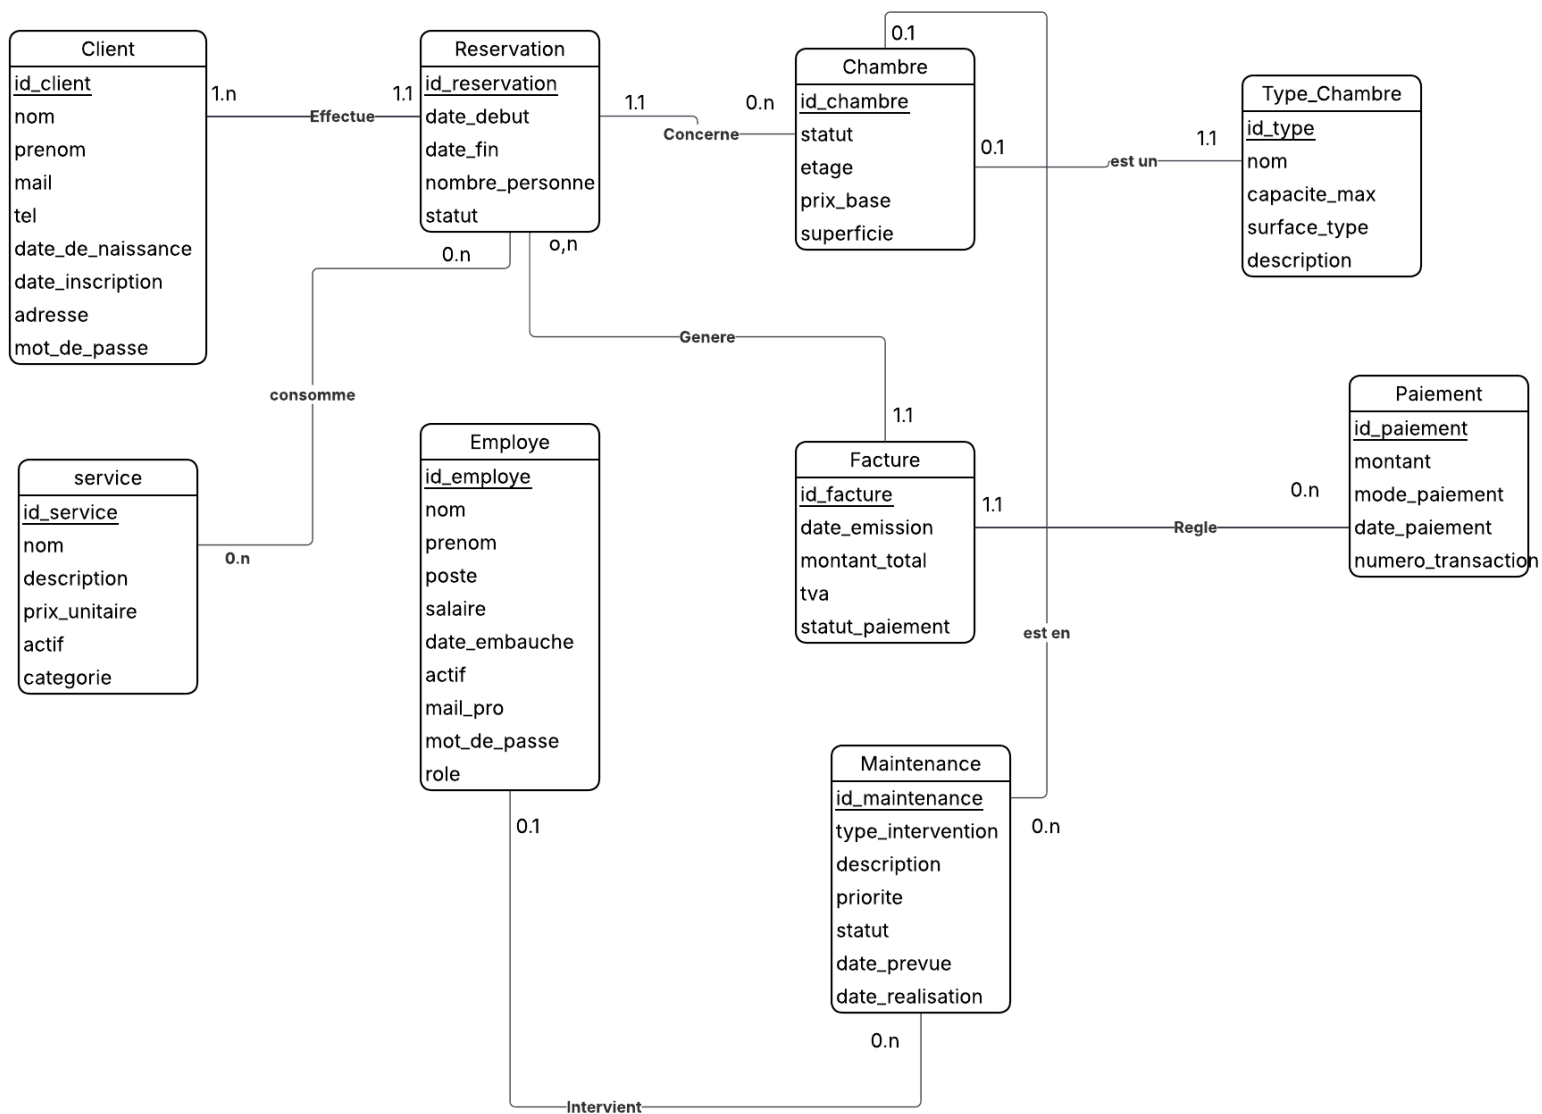 Client
id_client
nom
prenom
mail
tel
date_de_naissance
date_inscription
adresse
mot_de_passe
1.n
Effectue
1.1
Reservation
id_reservation
date_debut
date_fin
nombre_personne
statut
1.1
Concerne
0.n
0.1
Chambre
id_chambre
statut
etage
prix_base
superficie
0.1
est un
1.1
Type_Chambre
id_type
nom
capacite_max
surface_type
description
0.n
o,n
consomme
0.n
Genere
1.1
service
id_service
nom
description
prix_unitaire
actif
categorie
Employe
id_employe
nom
prenom
poste
salaire
date_embauche
actif
mail_pro
mot_de_passe
role
Facture
id_facture
date_emission
montant_total
tva
statut_paiement
1.1
Regle
0.n
Paiement
id_paiement
montant
mode_paiement
date_paiement
numero_transaction
est en
Maintenance
id_maintenance
type_intervention
description
priorite
statut
date_prevue
date_realisation
0.n
0.1
0.n
Intervient